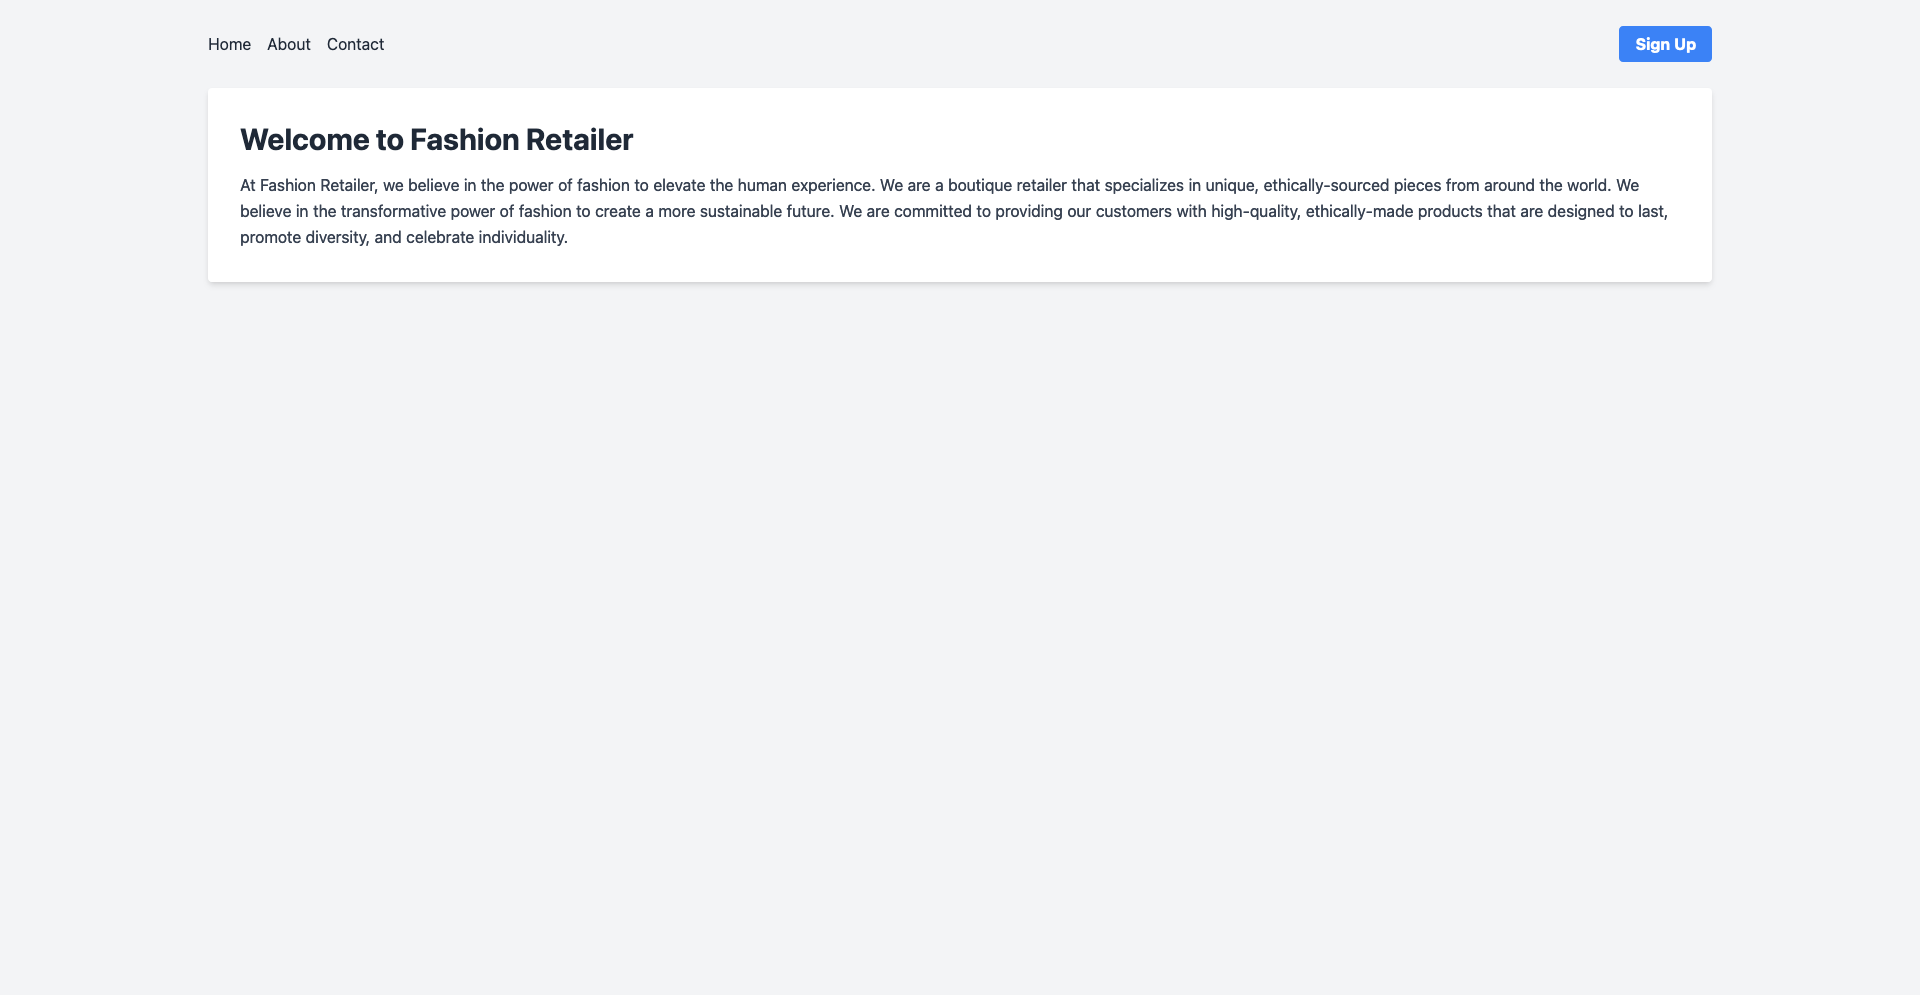 Home About Contact Sign Up
Welcome to Fashion Retailer
At Fashion Retailer, we believe in the power of fashion to elevate the human experience. We are a boutique retailer that specializes in unique, ethically-sourced pieces from around the world. We
believe in the transformative power of fashion to create a more sustainable future. We are committed to providing our customers with high-quality, ethically-made products that are designed to last,
promote diversity, and celebrate individuality.